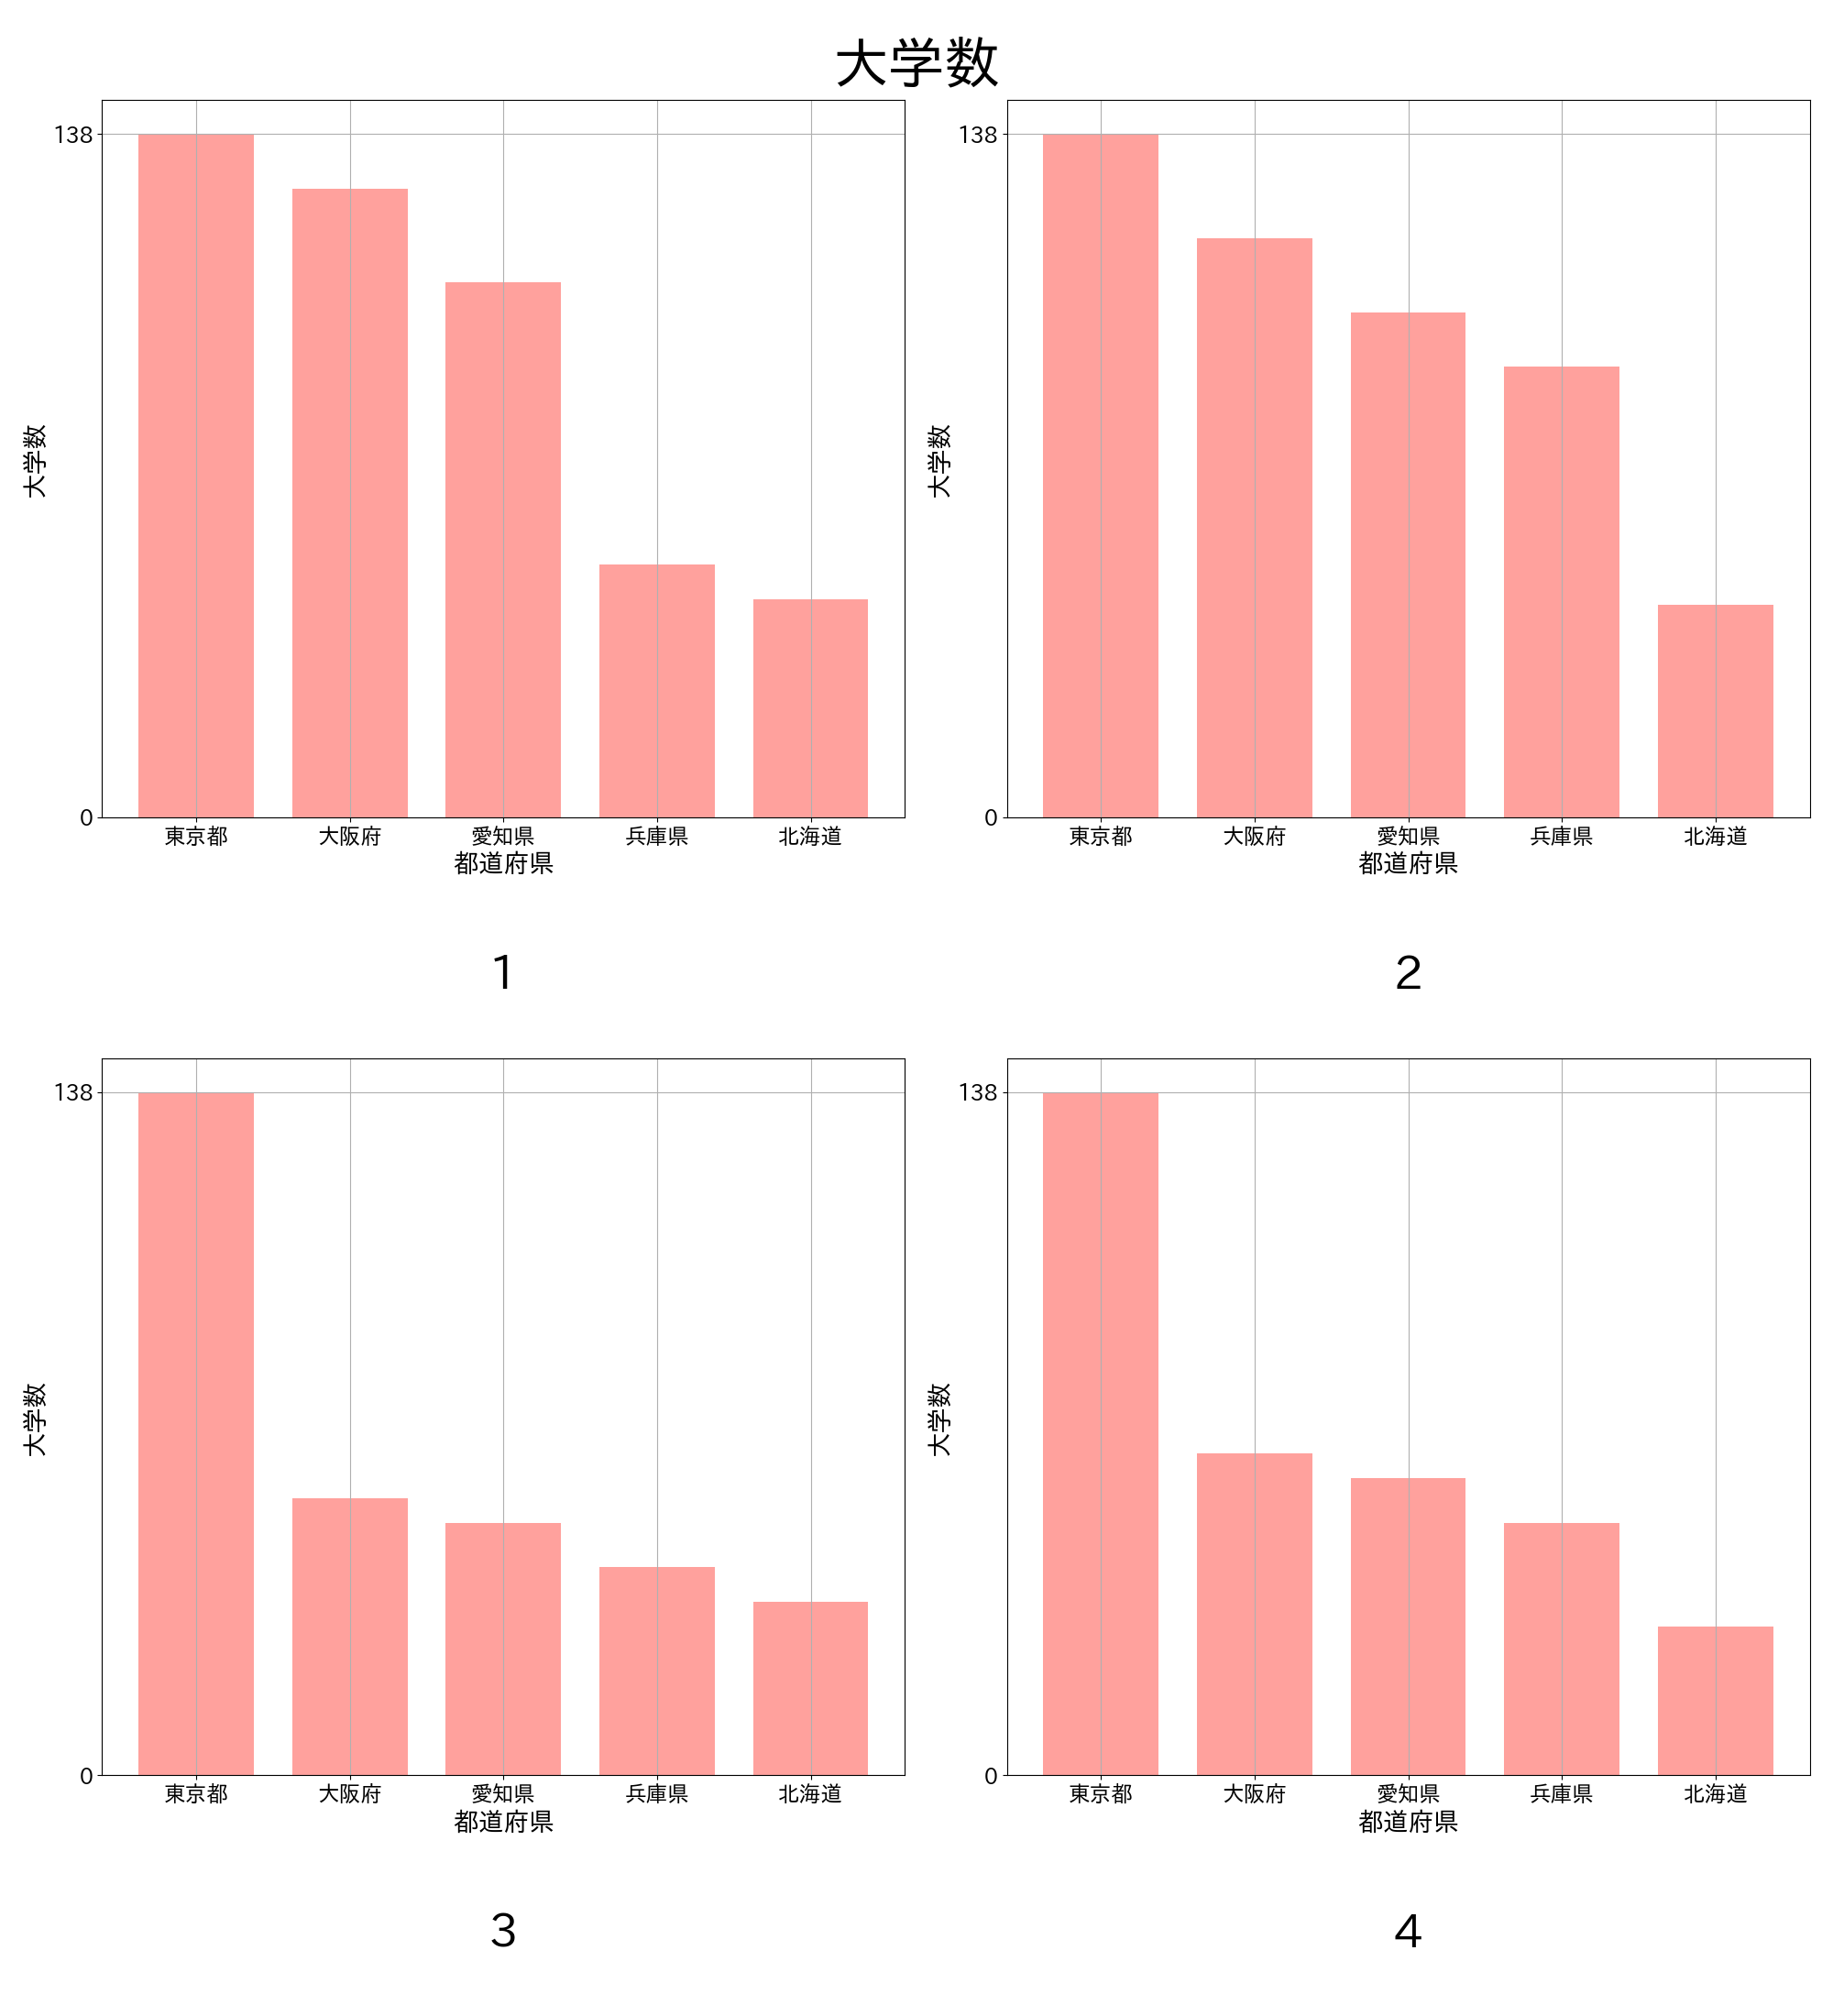 大学数
138
0
大学数
東京都 大阪府 愛知県 兵庫県 北海道
都道府県
1
138
0
大学数
東京都 大阪府 愛知県 兵庫県 北海道
都道府県
2
138
0
大学数
東京都 大阪府 愛知県 兵庫県 北海道
都道府県
3
138
0
大学数
東京都 大阪府 愛知県 兵庫県 北海道
都道府県
4